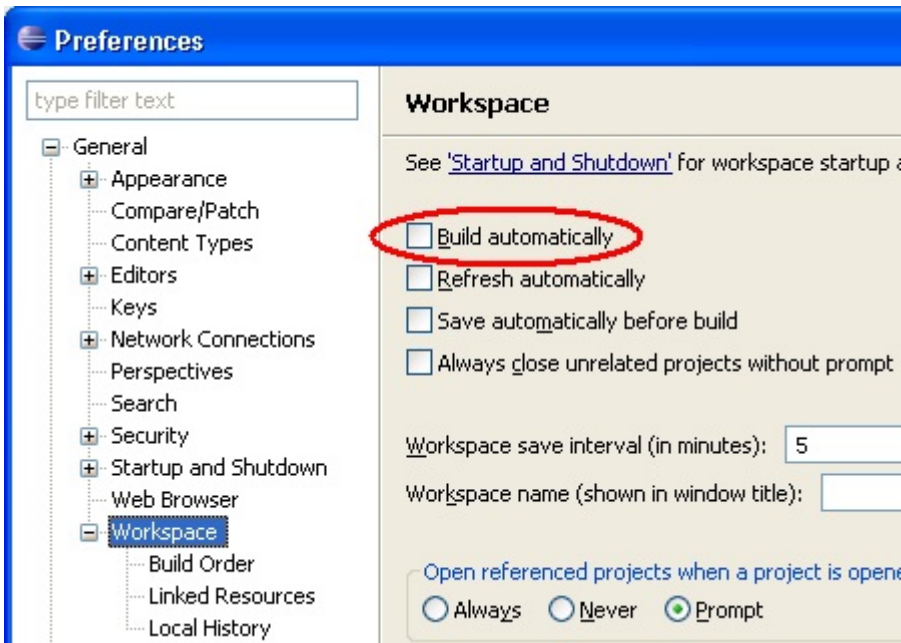 Preferences
type filter text
General
Appearance
Compare/Patch
Content Types
Editors
Keys
Network Connections
Perspectives
Search
Security
Startup and Shutdown
Web Browser
Workspace
Build Order
Linked Resources
Local History
Workspace
See 'Startup and Shutdown' for workspace startup
Build automatically
Refresh automatically
Save automatically before build
Always close unrelated projects without prompt
Workspace save interval (in minutes): 5
Workspace name (shown in window title):
Open referenced projects when a project is
Always Never Prompt